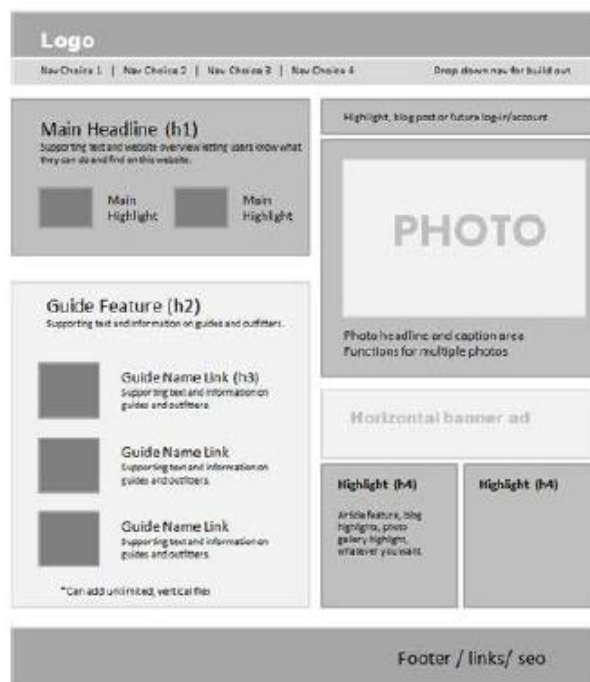 Logo
Nav Choice 1 | Nav Choice 2 | Nav Choice 3 | Nav Choice 4 Drop down nav for build out
Main Headline (h1)
Supporting text and website overview letting users know what
they can do and find on this website.
Main
Highlight
Main
Highlight
Guide Feature (h2)
Supporting text and information on guides and outfitters.
Guide Name Link (h3)
Supporting text and information on
guides and outfitters.
Guide Name Link
Supporting text and information on
guides and outfitters.
Guide Name Link
Supporting text and information on
guides and outfitters.
*Can add unlimited, vertical flex
Highlight, blog post or future log-in/account
PHOTO
Photo headline and caption area
Functions for multiple photos
Horizontal banner ad
Highlight (h4)
Article feature, blog
highlights, photo
gallery highlight,
whatever you want.
Highlight (h4)
Footer / links/ seo